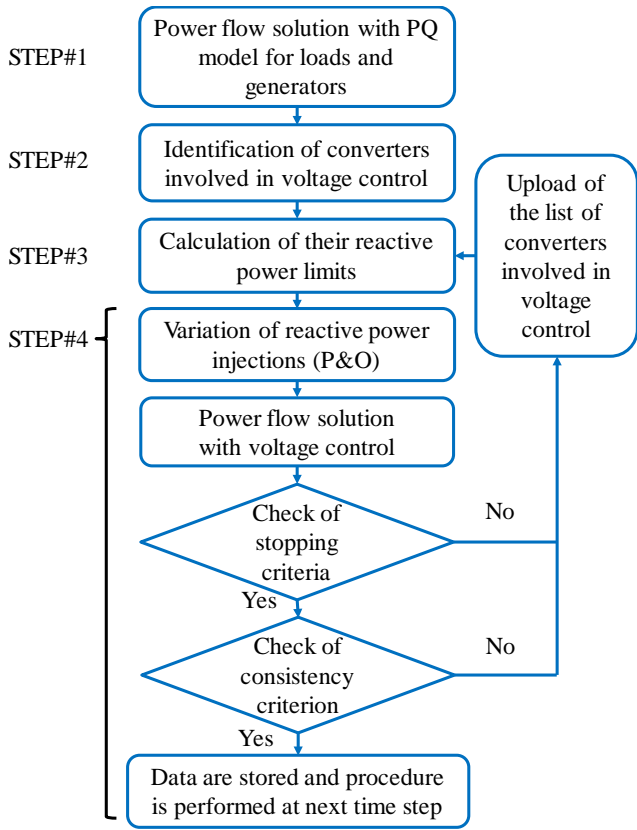 STEP#1
Power flow solution with PQ
model for loads and
generators
STEP#2
Identification of converters
involved in voltage control
STEP#3
Calculation of their reactive
power limits
Upload of
the list of
converters
involved in
voltage
control
STEP#4
Variation of reactive power
injections (P&O)
Power flow solution
with voltage control
Check of
stopping
criteria
No
Yes
Check of
consistency
criterion
No
Yes
Data are stored and procedure
is performed at next time step